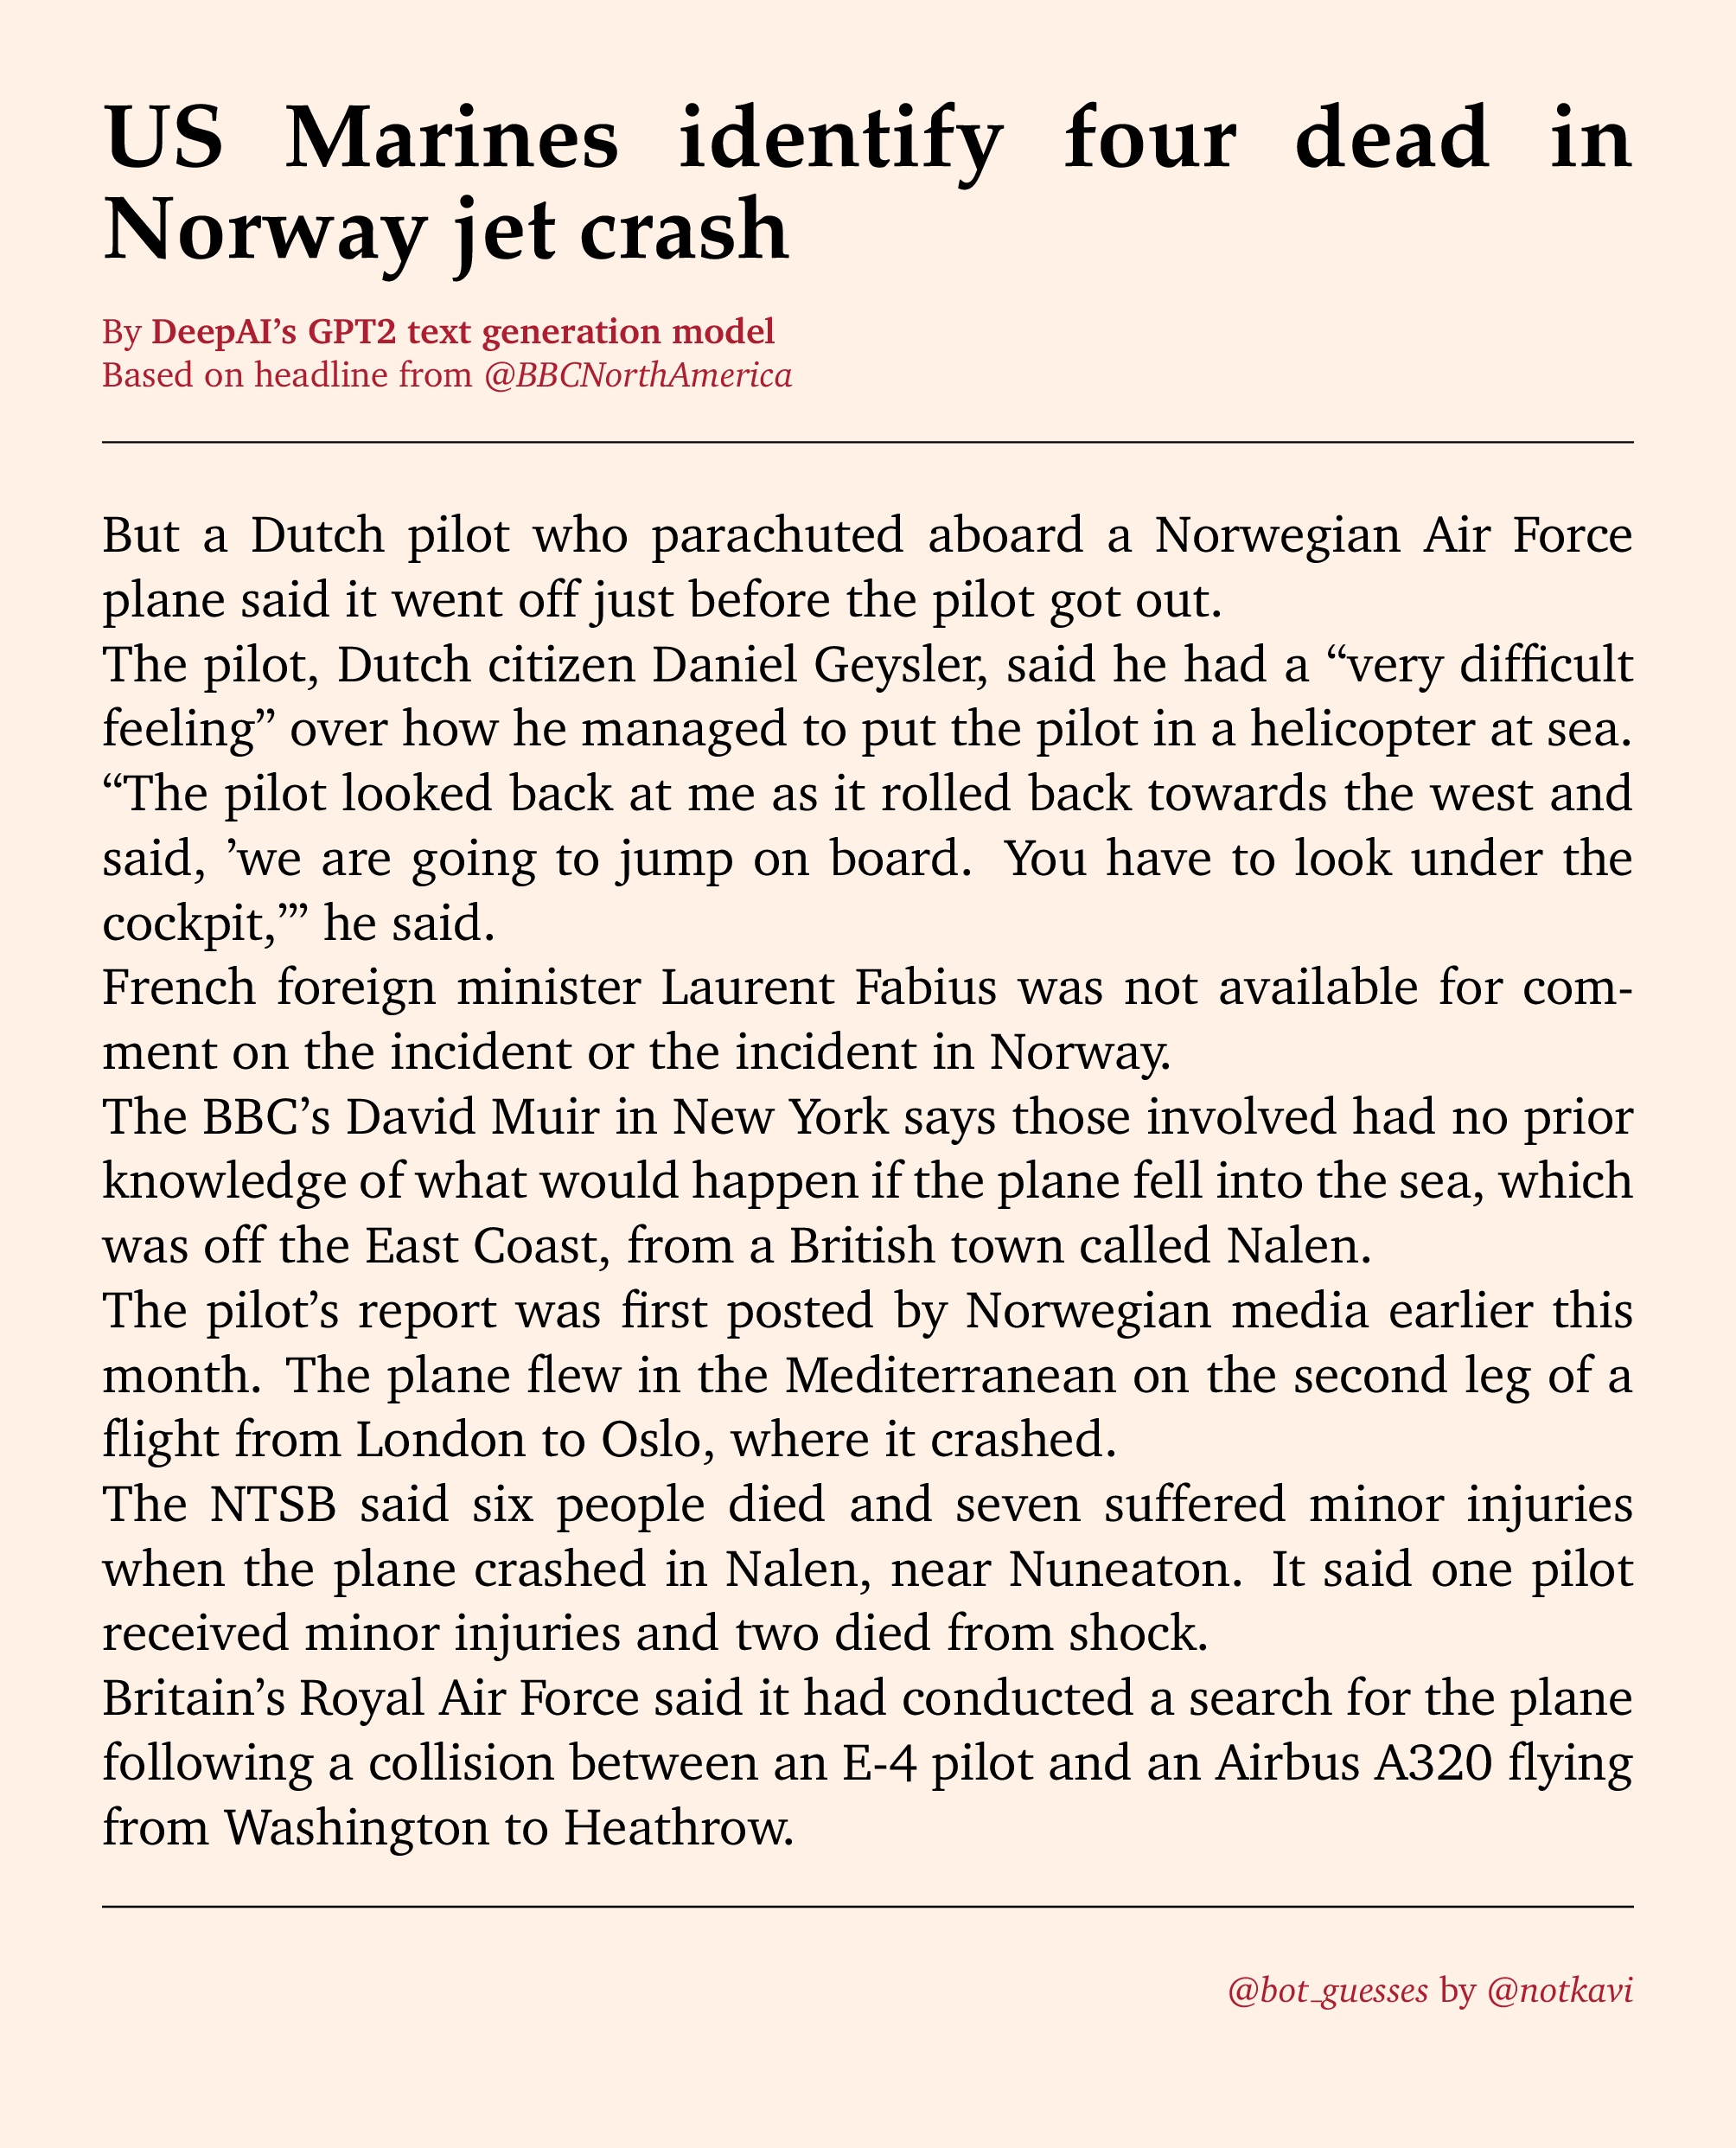 US Marines identify four dead in
Norway jet crash
By DeepAI’s GPT2 text generation model
Based on headline from @BBCNorthAmerica
But a Dutch pilot who parachuted aboard a Norwegian Air Force
plane said it went off just before the pilot got out.
The pilot, Dutch citizen Daniel Geysler, said he had a “very difficult
feeling” over how he managed to put the pilot in a helicopter at sea.
“The pilot looked back at me as it rolled back towards the west and
said, ’we are going to jump on board. You have to look under the
cockpit,’” he said.
French foreign minister Laurent Fabius was not available for com-
ment on the incident or the incident in Norway.
The BBC’s David Muir in New York says those involved had no prior
knowledge of what would happen if the plane fell into the sea, which
was off the East Coast, from a British town called Nalen.
The pilot’s report was first posted by Norwegian media earlier this
month. The plane flew in the Mediterranean on the second leg of a
flight from London to Oslo, where it crashed.
The NTSB said six people died and seven suffered minor injuries
when the plane crashed in Nalen, near Nuneaton. It said one pilot
received minor injuries and two died from shock.
Britain’s Royal Air Force said it had conducted a search for the plane
following a collision between an E-4 pilot and an Airbus A320 flying
from Washington to Heathrow.
@bot_guesses by @notkavi